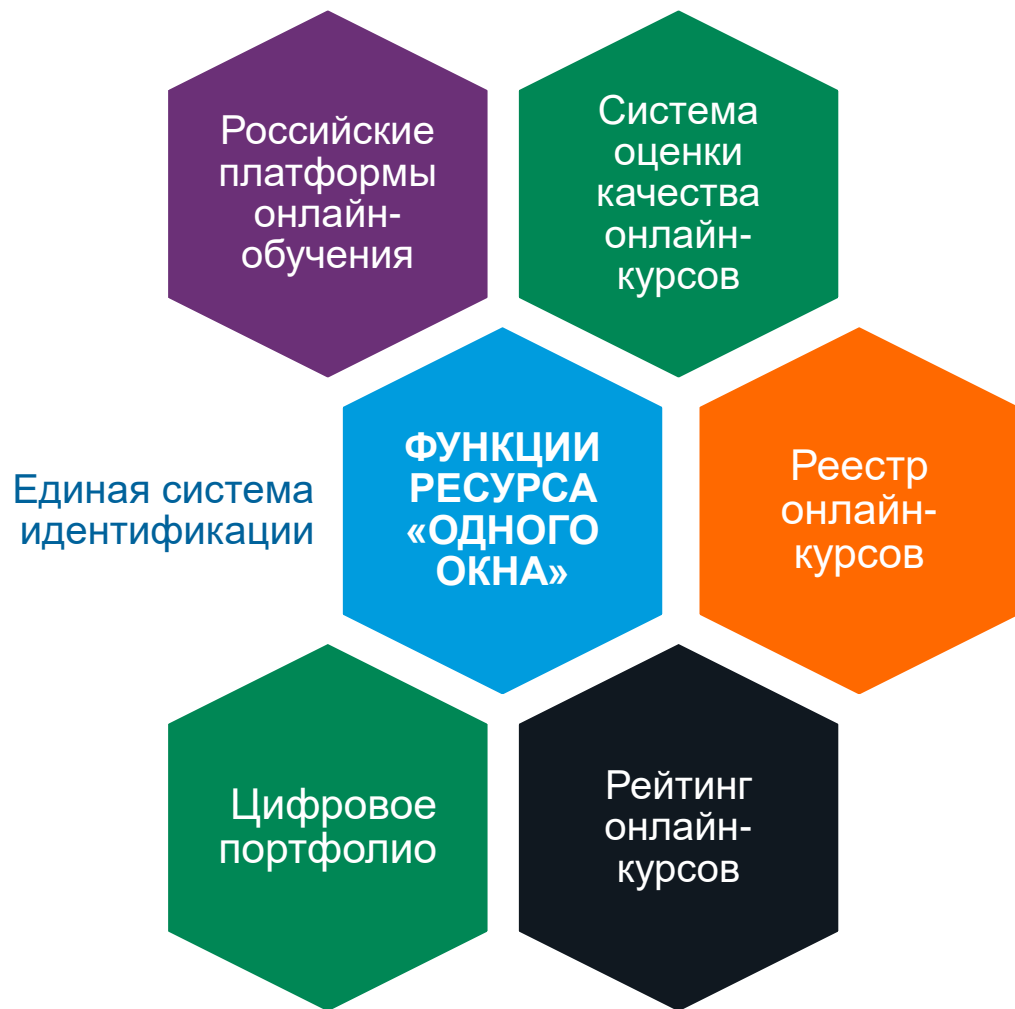 Российские
платформы
онлайн-
обучения
Система
оценки
качества
онлайн-
курсов
Единая система
идентификации
ФУНКЦИИ
РЕСУРСА
«ОДНОГО
ОКНА»
Реестр
онлайн-
курсов
Цифровое
портфолио
Рейтинг
онлайн-
курсов